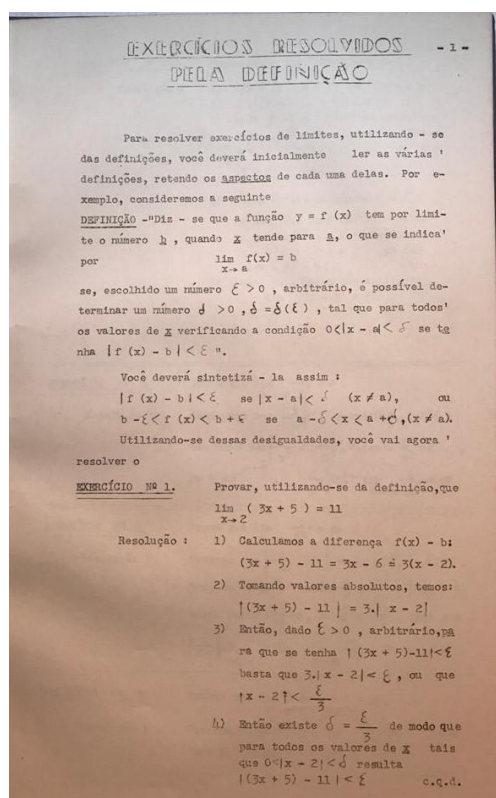 EXERCÍCIOS RESOLVIDOS - 1 -
PELA DEFINIÇÃO
Para resolver exercícios de limites, utilizando - se
das definições, você deverá inicialmente ler as várias '
definições, retendo os aspectos de cada uma delas. Por e-
xemplo, consideremos a seguinte
DEFINIÇÃO -"Diz - se que a função y = f (x) tem por limi-
te o número b , quando x tende para a, o que se indica'
por lim f(x) = b
x→ a
se, escolhido um número ε > 0 , arbitrário, é possível de-
terminar um número δ > 0 , δ = δ(ε) , tal que para todos'
os valores de x verificando a condição 0<|x - a|< δ se te
nha |f (x) - b | < ε ".
Você deverá sintetizá - la assim :
|f (x) - b|< ε se |x - a|< δ (x ≠ a), ou
b -ε< f (x) < b + ε se a -δ < x < a +δ,(x ≠ a).
Utilizando-se dessas desigualdades, você vai agora '
resolver o
EXERCÍCIO Nº 1. Provar, utilizando-se da definição,que
lim ( 3x + 5 ) = 11
x→ 2
Resolução : 1) Calculamos a diferença f(x) - b:
(3x + 5) - 11 = 3x - 6 = 3(x - 2).
2) Tomando valores absolutos, temos:
|(3x + 5) - 11 | = 3.| x - 2|
3) Então, dado ε > 0 , arbitrário,pa
ra que se tenha | (3x + 5)-11|< ε
basta que 3.| x - 2|< ε , ou que
|x - 2|< ε/3
4) Então existe δ = ε/3 de modo que
para todos os valores de x tais
que 0<|x - 2|< δ resulta
|(3x + 5) - 11 | < ε c.q.d.